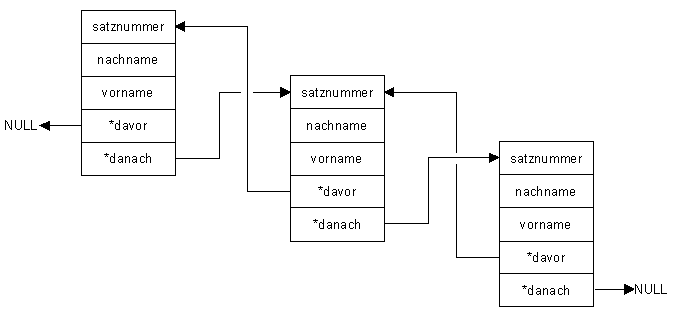 satznummer
nachname
vorname
NULL
*davor
*danach
satznummer
nachname
vorname
*davor
*danach
satznummer
nachname
vorname
*davor
*danach
NULL